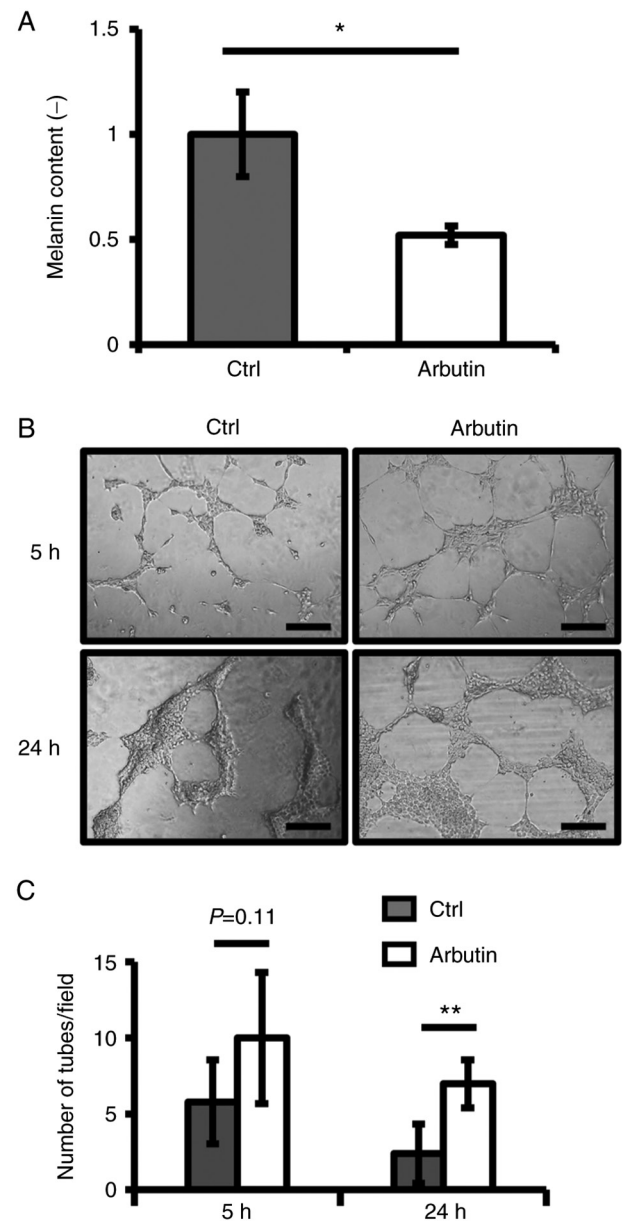 A
1.5
*
1
0.5
0
Melanin content (–)
Ctrl
Arbutin
B
Ctrl
Arbutin
5 h
24 h
C
Ctrl
Arbutin
P=0.11
**
15
10
5
0
Number of tubes/field
5 h
24 h